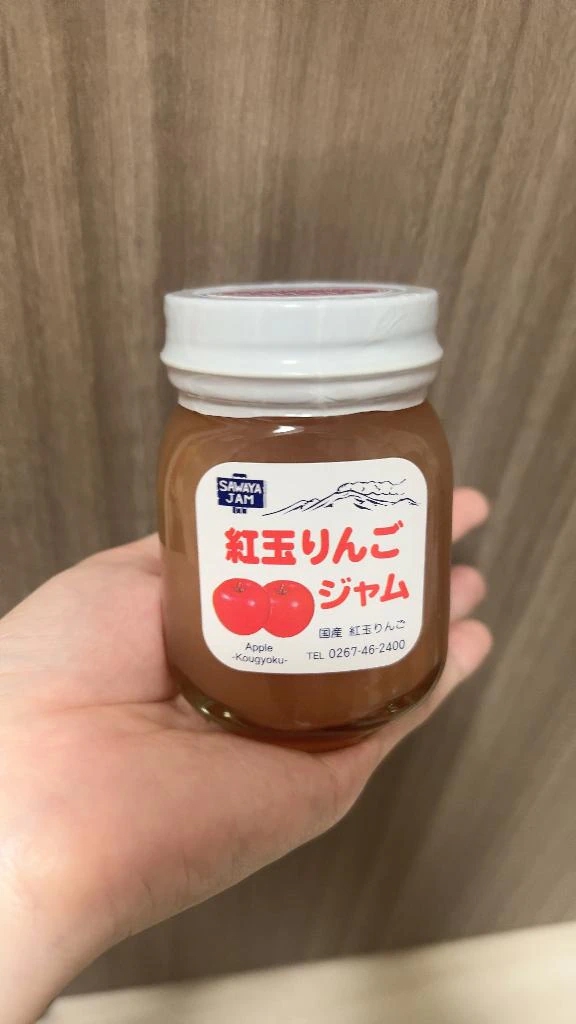 SAWAYA
JAM
紅玉りんご
ジャム
国産 紅玉りんご
Apple
-Kougyoku-
TEL 0267-46-2400